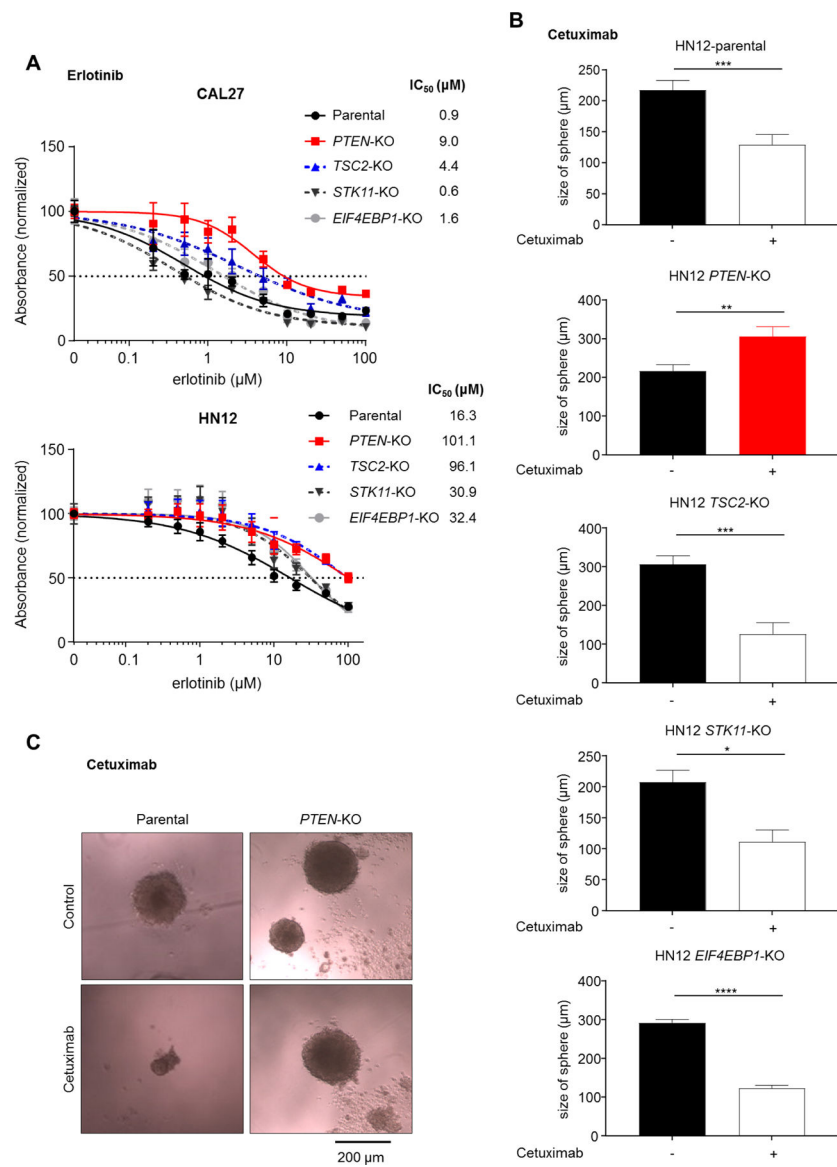 A
Erlotinib
CAL27
IC50 (µM)
Parental 0.9
PTEN-KO 9.0
TSC2-KO 4.4
STK11-KO 0.6
EIF4EBP1-KO 1.6
Absorbance (normalized)
150
100
50
0
0 0.1 1 10 100
erlotinib (µM)
HN12
IC50 (µM)
Parental 16.3
PTEN-KO 101.1
TSC2-KO 96.1
STK11-KO 30.9
EIF4EBP1-KO 32.4
Absorbance (normalized)
150
100
50
0
0 0.1 1 10 100
erlotinib (µM)
C
Cetuximab
Parental PTEN-KO
Control
Cetuximab
200 µm
B
Cetuximab
HN12-parental
***
size of sphere (µm)
250
200
150
100
50
0
Cetuximab - +
HN12 PTEN-KO
**
size of sphere (µm)
400
300
200
100
0
Cetuximab - +
HN12 TSC2-KO
***
size of sphere (µm)
400
300
200
100
0
Cetuximab - +
HN12 STK11-KO
*
size of sphere (µm)
250
200
150
100
50
0
Cetuximab - +
HN12 EIF4EBP1-KO
****
size of sphere (µm)
400
300
200
100
0
Cetuximab - +